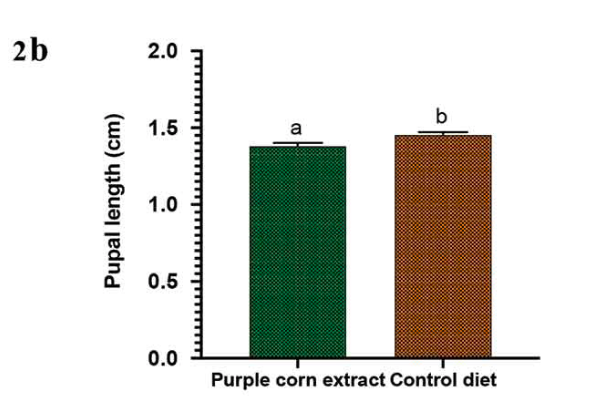 2b
Pupal length (cm)
2.0
1.5
1.0
0.5
0.0
a
b
Purple corn extract
Control diet